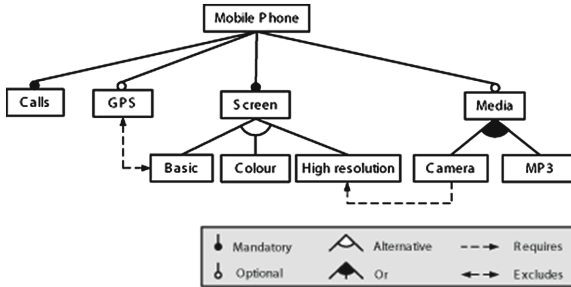 Mobile Phone
Calls
GPS
Screen
Media
Basic
Colour
High resolution
Camera
MP3
Mandatory
Alternative
Requires
Optional
Or
Excludes